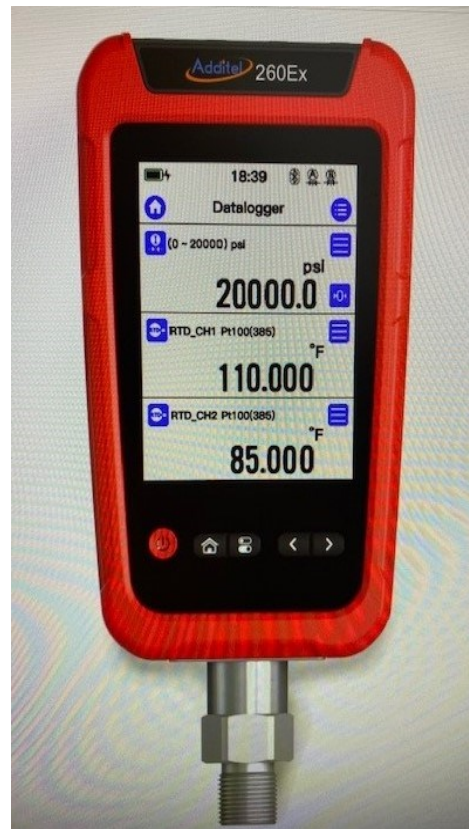 Additel 260Ex
18:39
Datalogger
(0 ~ 20000) psi
psi
20000.0
RTD_CH1 Pt100(385)
°F
110.000
RTD_CH2 Pt100(385)
°F
85.000